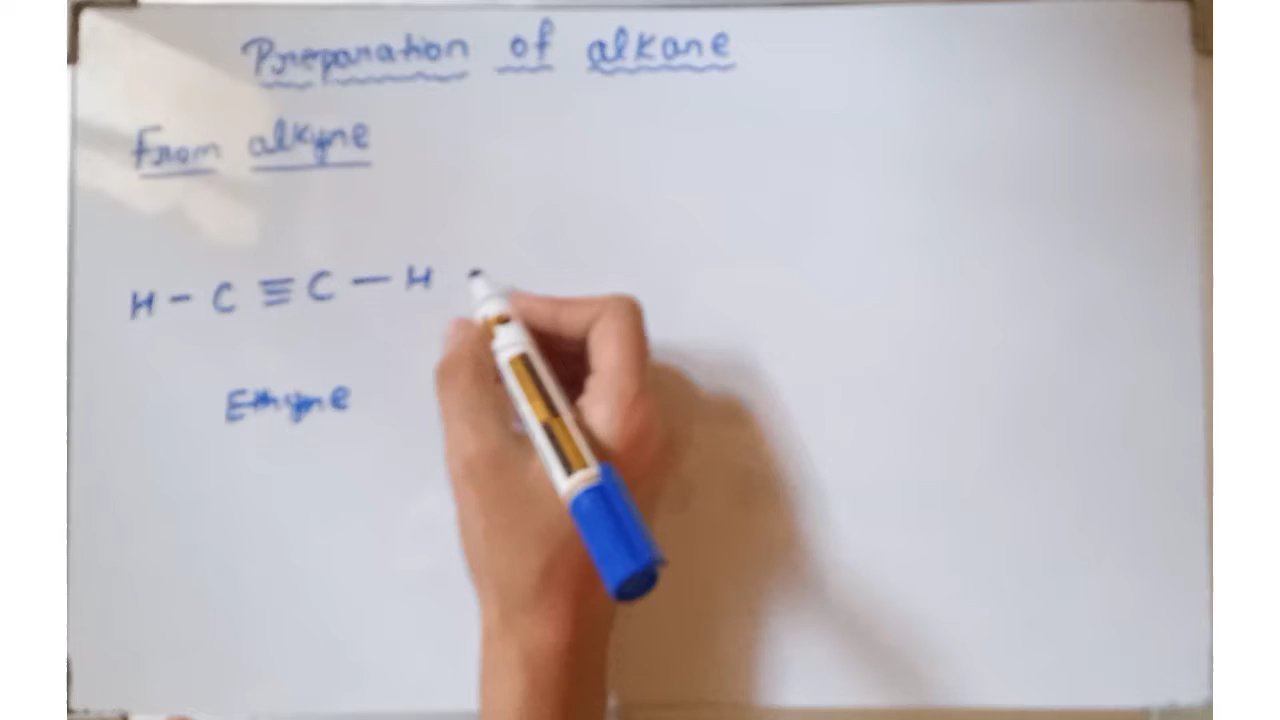 Preparation of alkane
From alkyne
H - C ≡ C - H
Ethyne